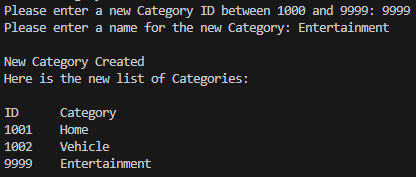 Please enter a new Category ID between 1000 and 9999: 9999
Please enter a name for the new Category: Entertainment
New Category Created
Here is the new list of Categories:
ID Category
1001 Home
1002 Vehicle
9999 Entertainment